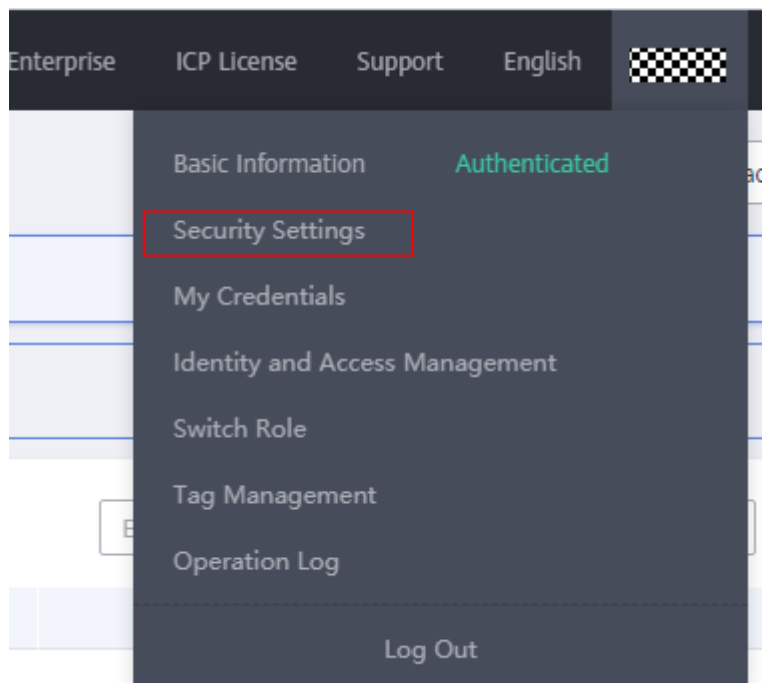 Enterprise ICP License Support English
Basic Information Authenticated
Security Settings
My Credentials
Identity and Access Management
Switch Role
Tag Management
Operation Log
Log Out